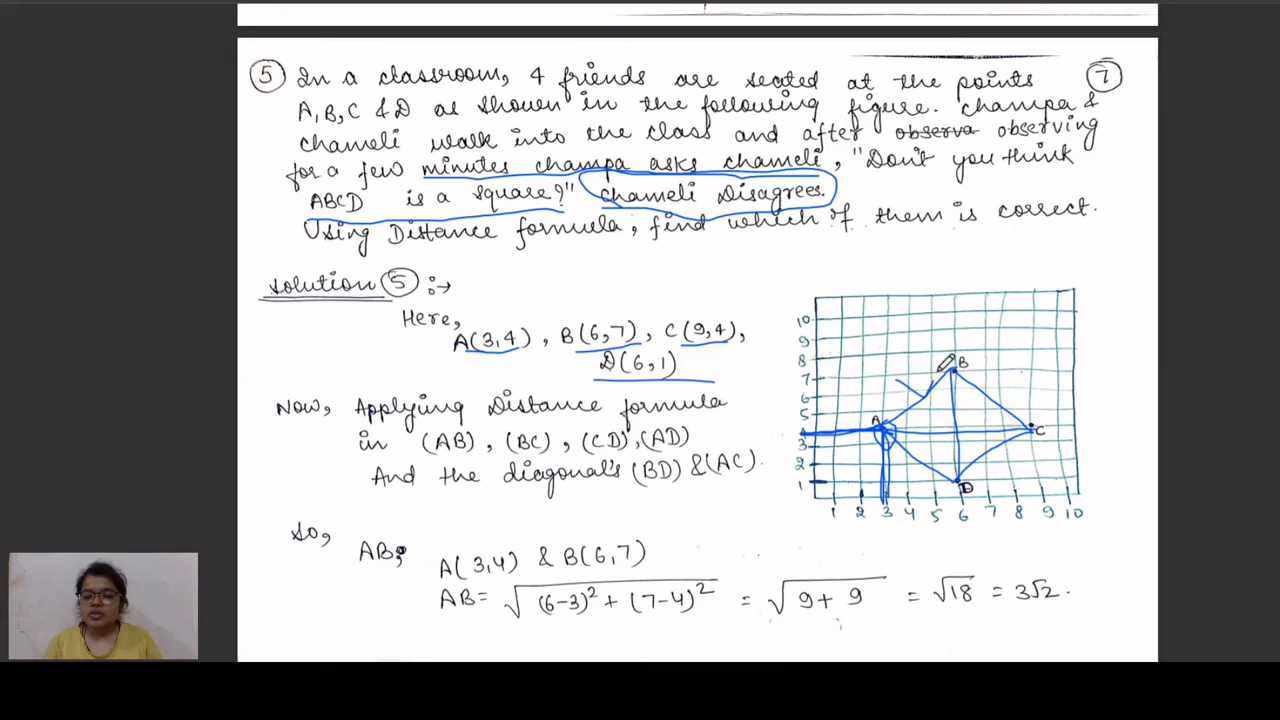 5 In a classroom, 4 friends are seated at the points 7
A, B, C & D as shown in the following figure. Champa &
Chameli walk into the class and after observa observing
for a few minutes Champa asks Chameli, "Don't you think
ABCD is a square?" Chameli Disagrees.
Using Distance formula, find which of them is correct.
Solution 5 :→
Here,
A(3,4), B(6,7), C(9,4),
D(6,1)
Now, Applying Distance formula
in (AB), (BC), (CD), (AD)
And the diagonal's (BD) & (AC).
10
9
8
7
6
5
4
3
2
1
B
A
C
D
1 2 3 4 5 6 7 8 9 10
So,
AB;
A(3,4) & B(6,7)
AB= √(6-3)² + (7-4)² = √9+9 = √18 = 3√2.